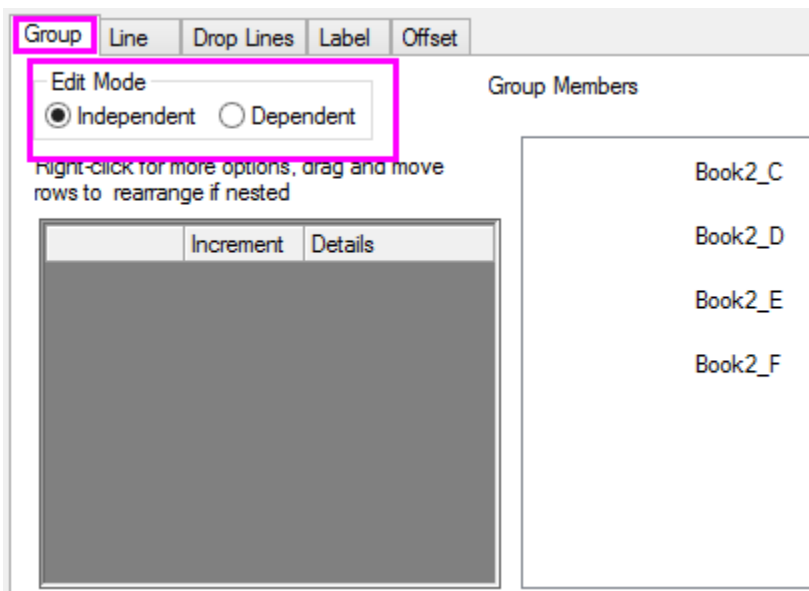 Group Line Drop Lines Label Offset
Edit Mode
Independent Dependent
Group Members
Right-click for more options, drag and move
rows to rearrange if nested
Increment Details
Book2_C
Book2_D
Book2_E
Book2_F